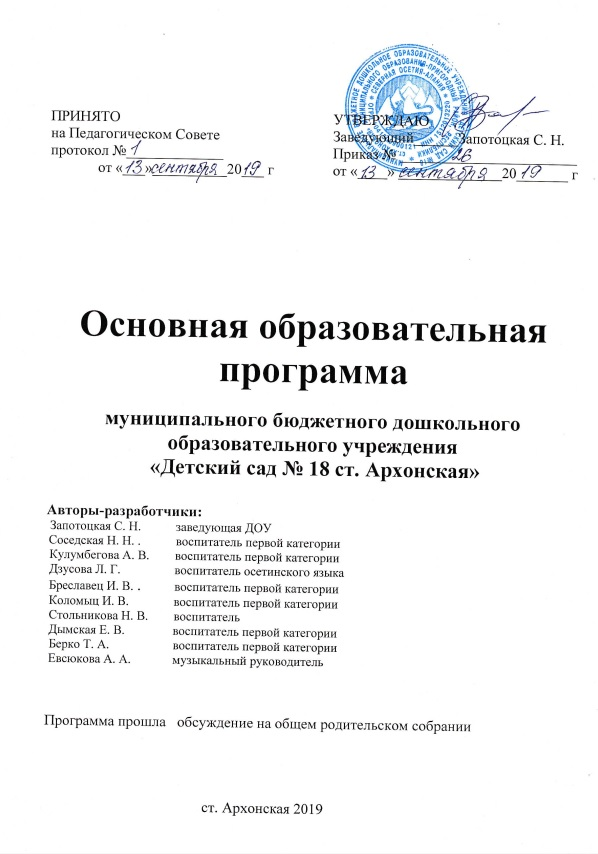 ПРИНЯТО
на Педагогическом Совете
протокол № 1
от «13» сентября 2019 г
УТВЕРЖДАЮ
Заведующий Запотоцкая С. Н.
Приказ № 26
от «13» сентября 2019 г
Основная образовательная
программа
муниципального бюджетного дошкольного
образовательного учреждения
«Детский сад № 18 ст. Архонская»
Авторы-разработчики:
Запотоцкая С. Н. заведующая ДОУ
Соседская Н. Н. . воспитатель первой категории
Кулумбегова А. В. воспитатель первой категории
Дзусова Л. Г. воспитатель осетинского языка
Бреславец И. В. . воспитатель первой категории
Коломыц И. В. воспитатель первой категории
Стольникова Н. В. воспитатель
Дымская Е. В. воспитатель первой категории
Берко Т. А. воспитатель первой категории
Евсюкова А. А. музыкальный руководитель
Программа прошла обсуждение на общем родительском собрании
ст. Архонская 2019